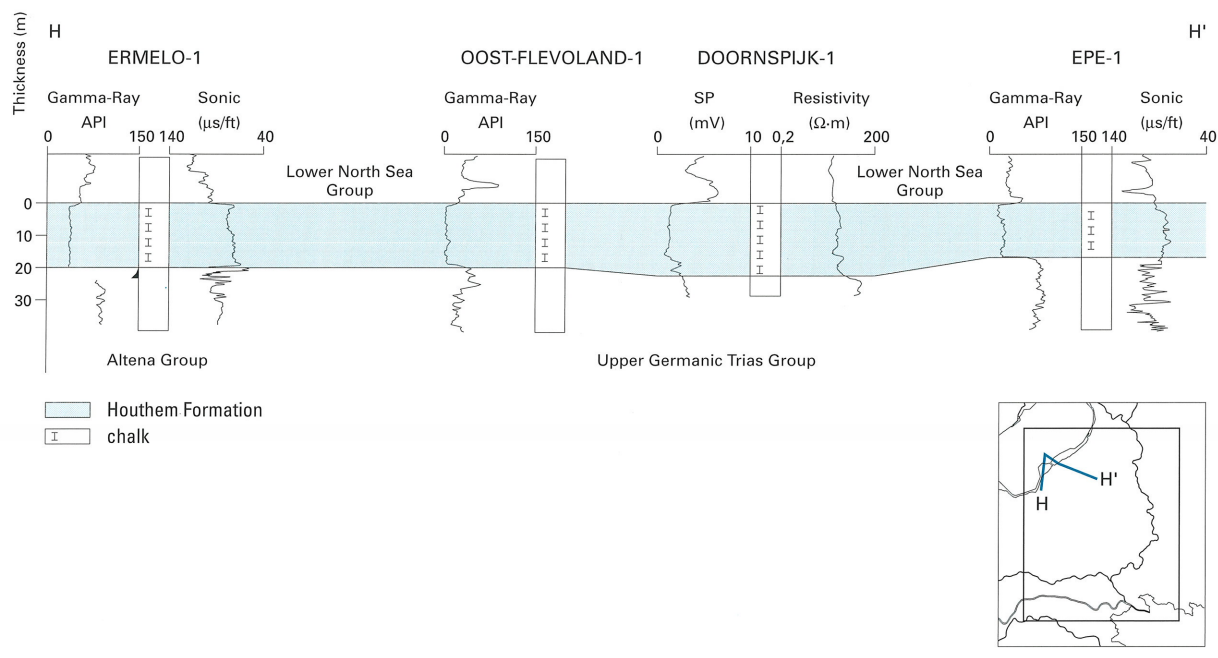 H
H'
Thickness (m)
ERMELO-1
OOST-FLEVOLAND-1
DOORNSPIJK-1
EPE-1
Gamma-Ray
API
0 150
Sonic
(µs/ft)
140 40
Gamma-Ray
API
0 150
SP
(mV)
0 10
Resistivity
(Ω·m)
0,2 200
Gamma-Ray
API
0 150
Sonic
(µs/ft)
140 40
Lower North Sea
Group
Lower North Sea
Group
0
10
20
30
Altena Group
Upper Germanic Trias Group
Houthem Formation
chalk
H
H'